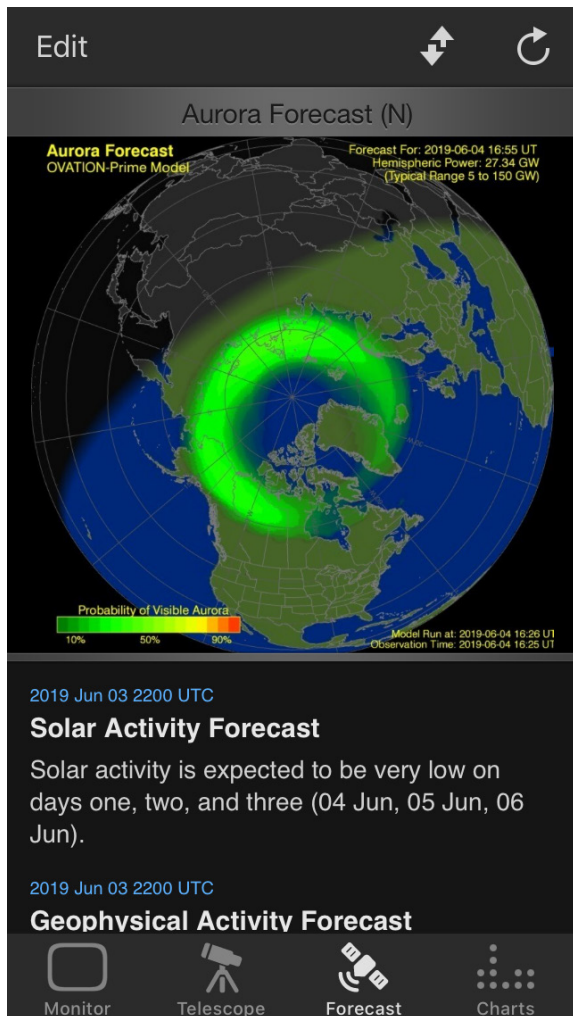 Edit
Aurora Forecast (N)
Aurora Forecast
OVATION-Prime Model
Forecast For: 2019-06-04 16:55 UT
Hemispheric Power: 27.34 GW
(Typical Range 5 to 150 GW)
Probability of Visible Aurora
10% 50% 90%
Model Run at: 2019-06-04 16:26 UT
Observation Time: 2019-06-04 16:25 UT
2019 Jun 03 2200 UTC
Solar Activity Forecast
Solar activity is expected to be very low on
days one, two, and three (04 Jun, 05 Jun, 06
Jun).
2019 Jun 03 2200 UTC
Geophysical Activity Forecast
Monitor Telescope Forecast Charts